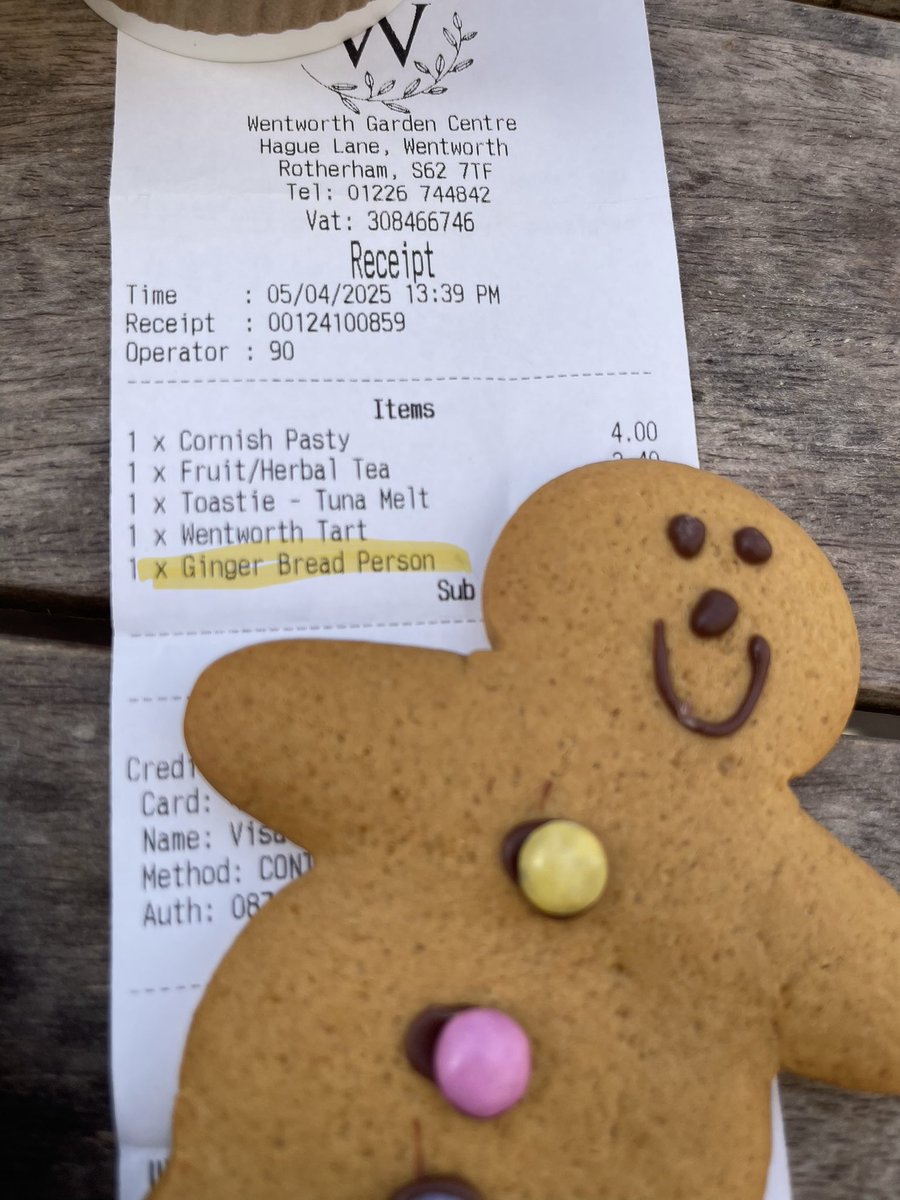 W
Wentworth Garden Centre
Hague Lane, Wentworth
Rotherham, S62 7TF
Tel: 01226 744842
Vat: 308466746
Receipt
Time : 05/04/2025 13:39 PM
Receipt : 00124100859
Operator : 90
Items
1 x Cornish Pasty 4.00
1 x Fruit/Herbal Tea
1 x Toastie - Tuna Melt
1 x Wentworth Tart
1 x Ginger Bread Person
Sub
Card:
Name:
Method:
Auth: